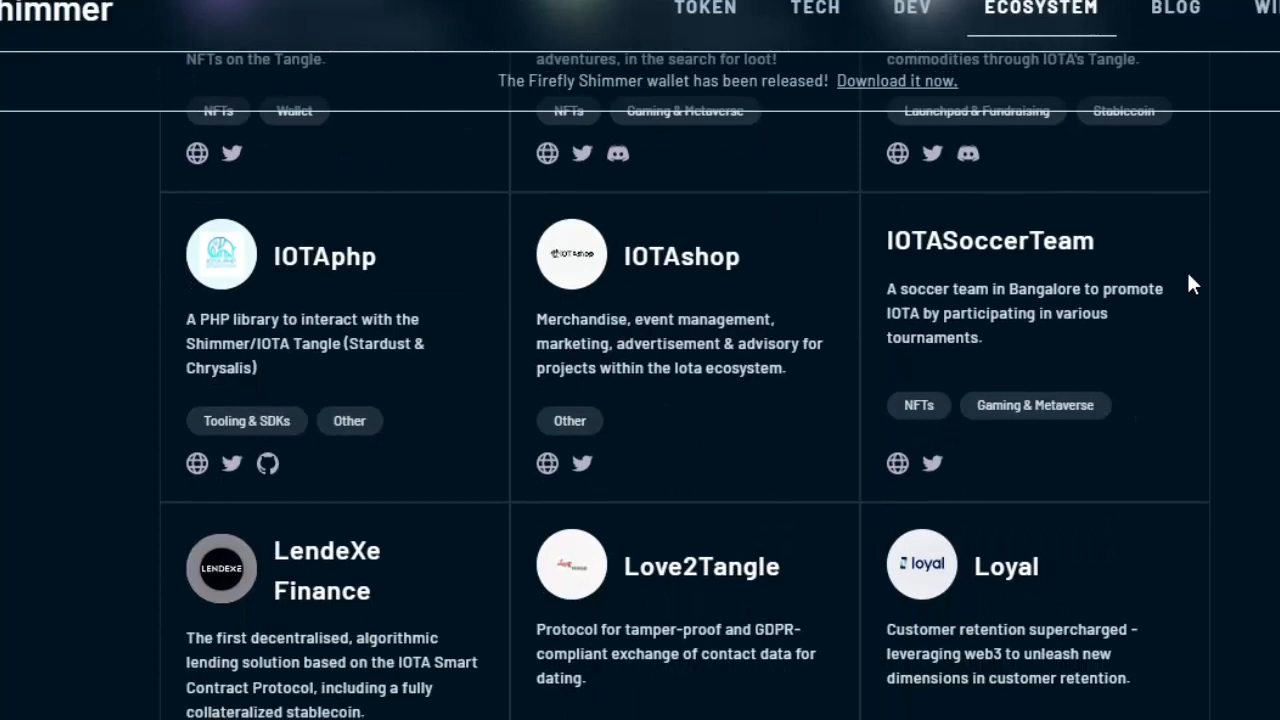 himmer
TOKEN
TECH
DEV
ECOSYSTEM
BLOG
WI
NFTs on the Tangle.
adventures, in the search for loot!
commodities through IOTA's Tangle.
The Firefly Shimmer wallet has been released! Download it now.
NFTs
Wallet
NFTs
Gaming & Metaverse
Launchpad & Fundraising
Stablecoin
IOTAphp
A PHP library to interact with the
Shimmer/IOTA Tangle (Stardust &
Chrysalis)
Tooling & SDKs
Other
IOTAshop
Merchandise, event management,
marketing, advertisement & advisory for
projects within the Iota ecosystem.
Other
IOTASoccerTeam
A soccer team in Bangalore to promote
IOTA by participating in various
tournaments.
NFTs
Gaming & Metaverse
LENDEXE
LendeXe
Finance
The first decentralised, algorithmic
lending solution based on the IOTA Smart
Contract Protocol, including a fully
collateralized stablecoin.
Love2Tangle
Protocol for tamper-proof and GDPR-
compliant exchange of contact data for
dating.
loyal
Loyal
Customer retention supercharged -
leveraging web3 to unleash new
dimensions in customer retention.